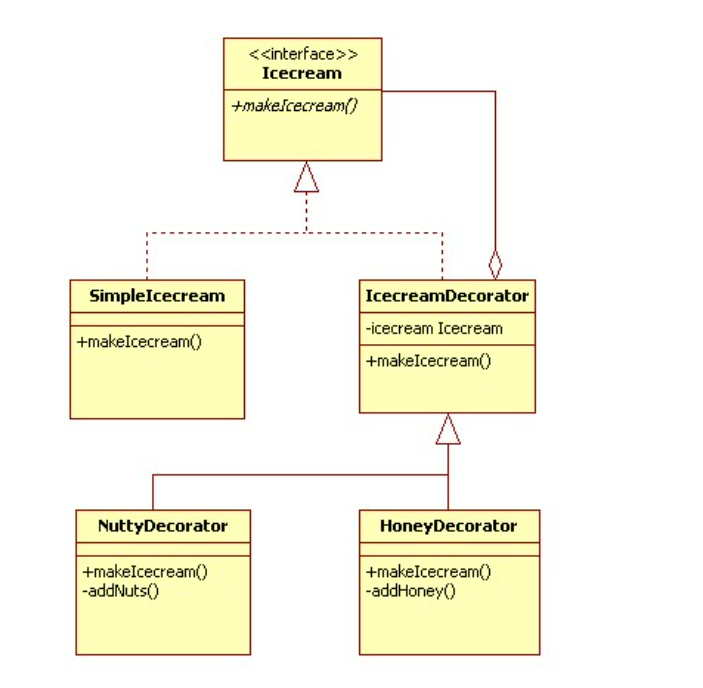 <<interface>>
Icecream
+makeIcecream()
SimpleIcecream
+makeIcecream()
IcecreamDecorator
-icecream Icecream
+makeIcecream()
NuttyDecorator
+makeIcecream()
-addNuts()
HoneyDecorator
+makeIcecream()
-addHoney()